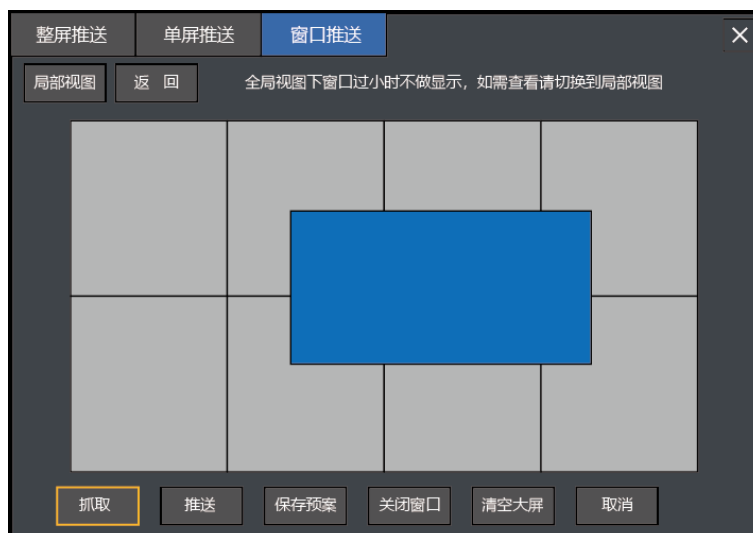 整屏推送 单屏推送 窗口推送
局部视图 返 回 全局视图下窗口过小时不做显示，如需查看请切换到局部视图
抓取 推送 保存预案 关闭窗口 清空大屏 取消